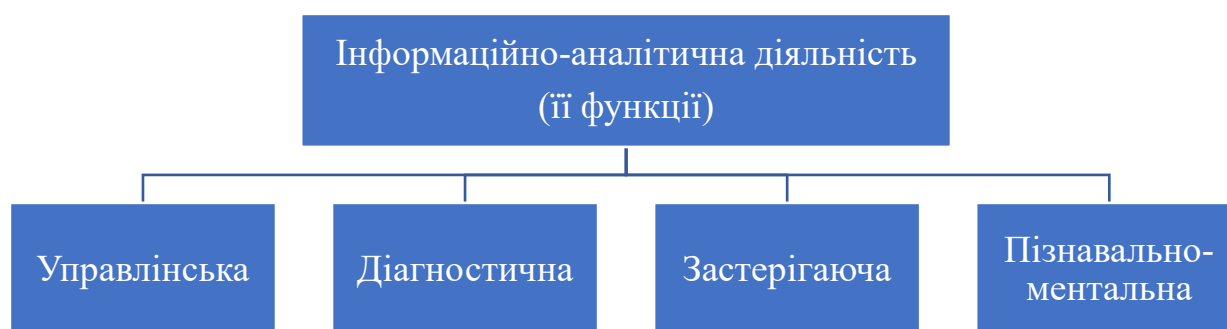 Інформаційно-аналітична діяльність
(її функції)
Управлінська
Діагностична
Застерігаюча
Пізнавально-
ментальна